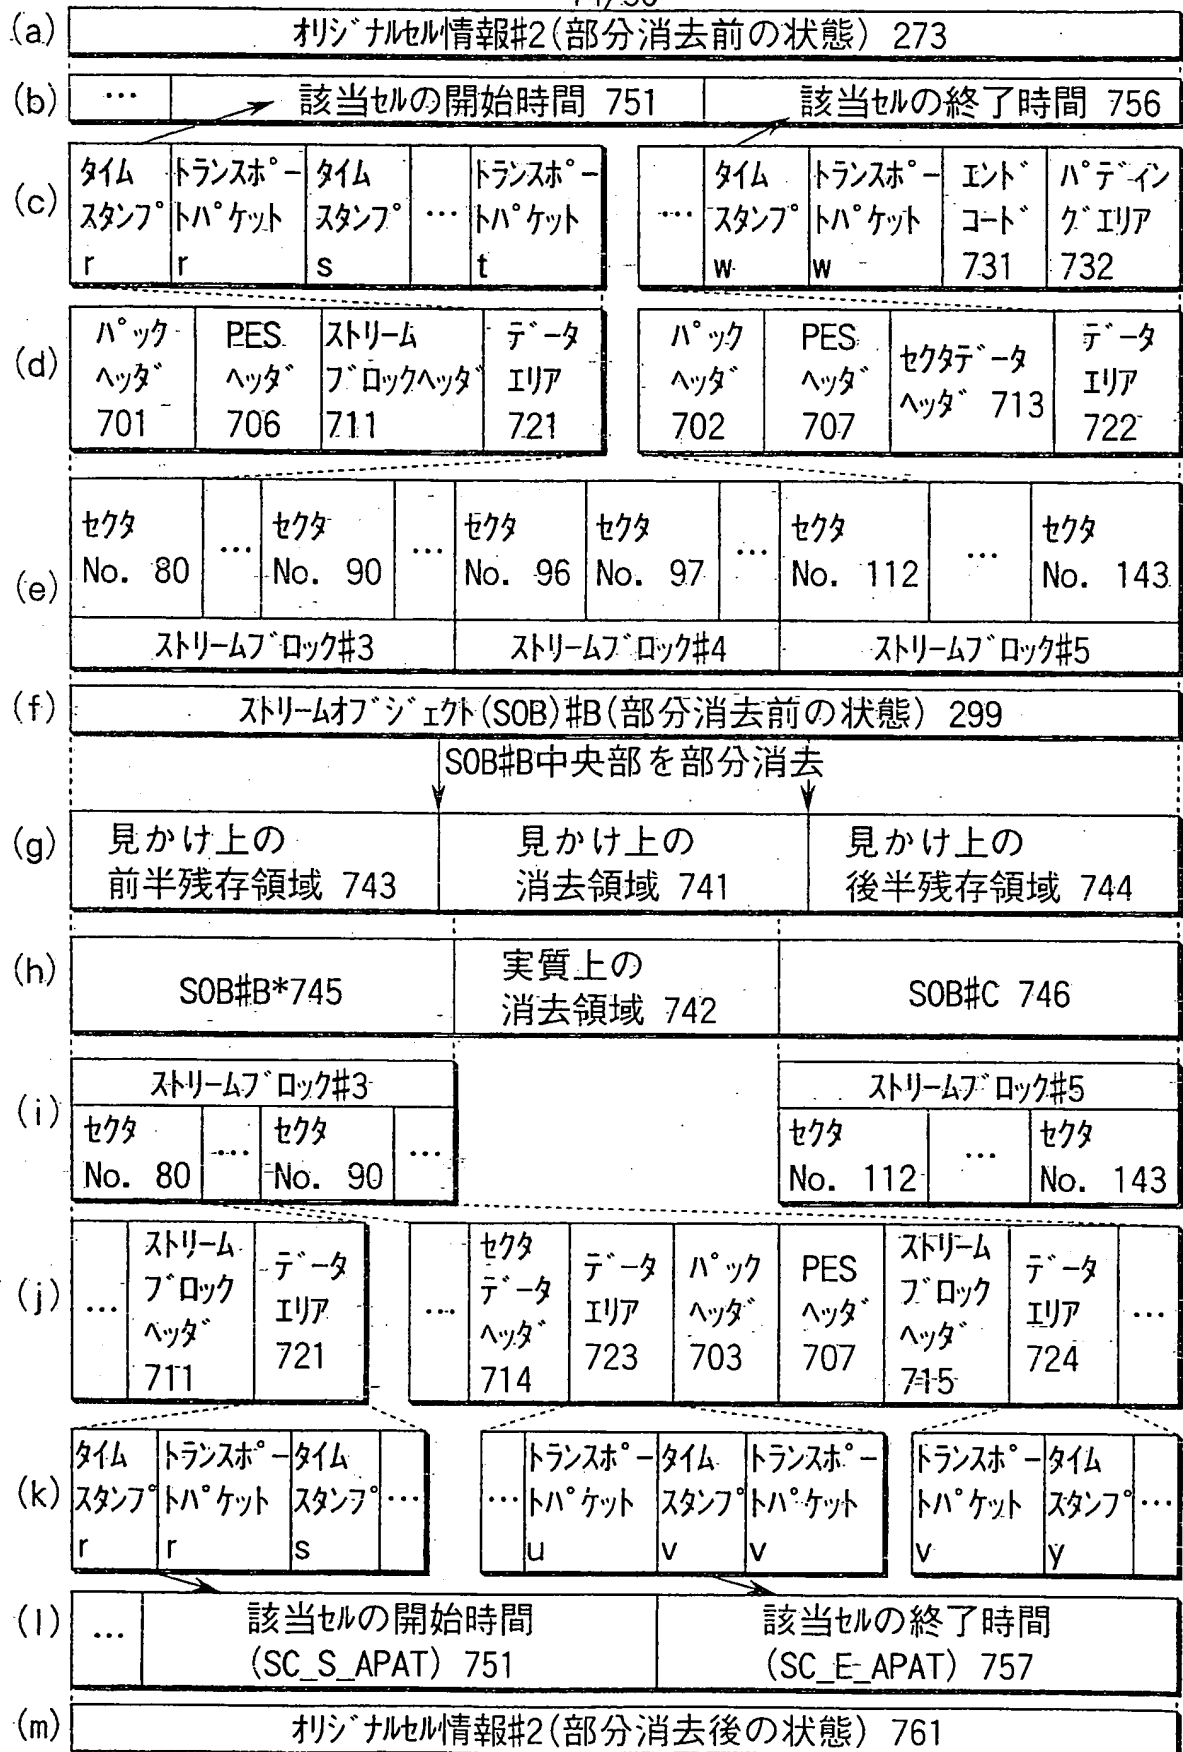 (a) オリジナルセル情報#2(部分消去前の状態) 273
(b) … 該当セルの開始時間 751 該当セルの終了時間 756
(c)
タイム
スタンプ
r
トランスポー
トパケット
r
タイム
スタンプ
s
…
トランスポー
トパケット
t
…
タイム
スタンプ
w
トランスポー
トパケット
w
エンド
コード
731
パディン
グエリア
732
(d)
パック
ヘッダ
701
PES
ヘッダ
706
ストリーム
ブロックヘッダ
711
データ
エリア
721
パック
ヘッダ
702
PES
ヘッダ
707
セクタデータ
ヘッダ 713
データ
エリア
722
(e)
セクタ
No. 80
…
セクタ
No. 90
…
セクタ
No. 96
セクタ
No. 97
…
セクタ
No. 112
…
セクタ
No. 143
ストリームブロック#3 ストリームブロック#4 ストリームブロック#5
(f) ストリームオブジェクト(SOB)#B(部分消去前の状態) 299
SOB#B中央部を部分消去
(g)
見かけ上の
前半残存領域 743
見かけ上の
消去領域 741
見かけ上の
後半残存領域 744
(h)
SOB#B*745
実質上の
消去領域 742
SOB#C 746
(i)
ストリームブロック#3
セクタ
No. 80
…
セクタ
No. 90
…
ストリームブロック#5
セクタ
No. 112
…
セクタ
No. 143
(j)
…
ストリーム
ブロック
ヘッダ
711
データ
エリア
721
…
セクタ
データ
ヘッダ
714
データ
エリア
723
パック
ヘッダ
703
PES
ヘッダ
707
ストリーム
ブロック
ヘッダ
715
データ
エリア
724
…
(k)
タイム
スタンプ
r
トランスポー
トパケット
r
タイム
スタンプ
s
…
…
トランスポー
トパケット
u
タイム
スタンプ
v
トランスポー
トパケット
v
トランスポー
トパケット
v
タイム
スタンプ
y
…
(l)
…
該当セルの開始時間
(SC_S_APAT) 751
該当セルの終了時間
(SC_E_APAT) 757
(m) オリジナルセル情報#2(部分消去後の状態) 761